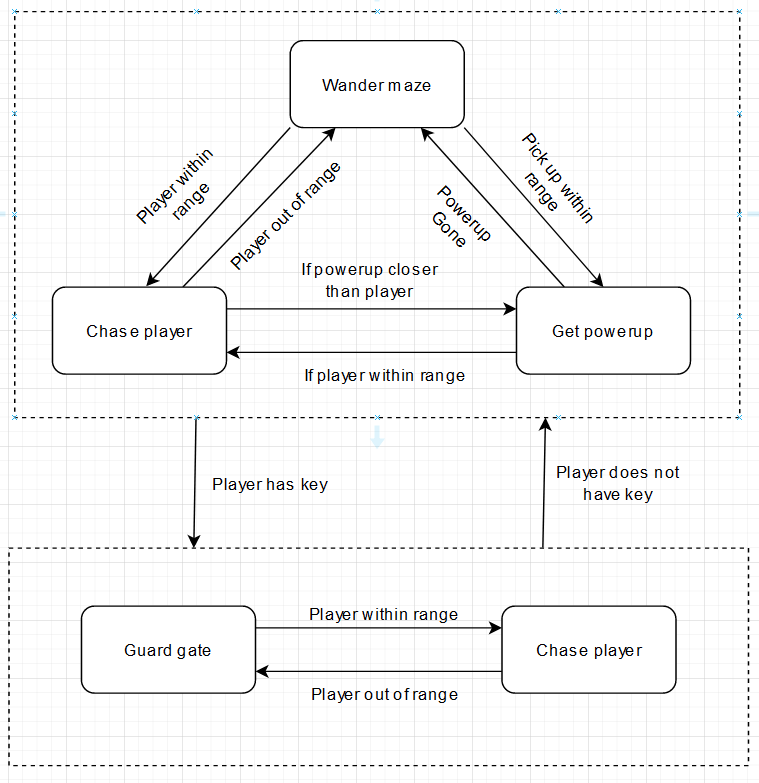 Wander maze
Player within
range
Player out of range
Powerup
Gone
Pick up within
range
If powerup closer
than player
Chase player
Get powerup
If player within range
Player has key
Player does not
have key
Player within range
Guard gate
Chase player
Player out of range